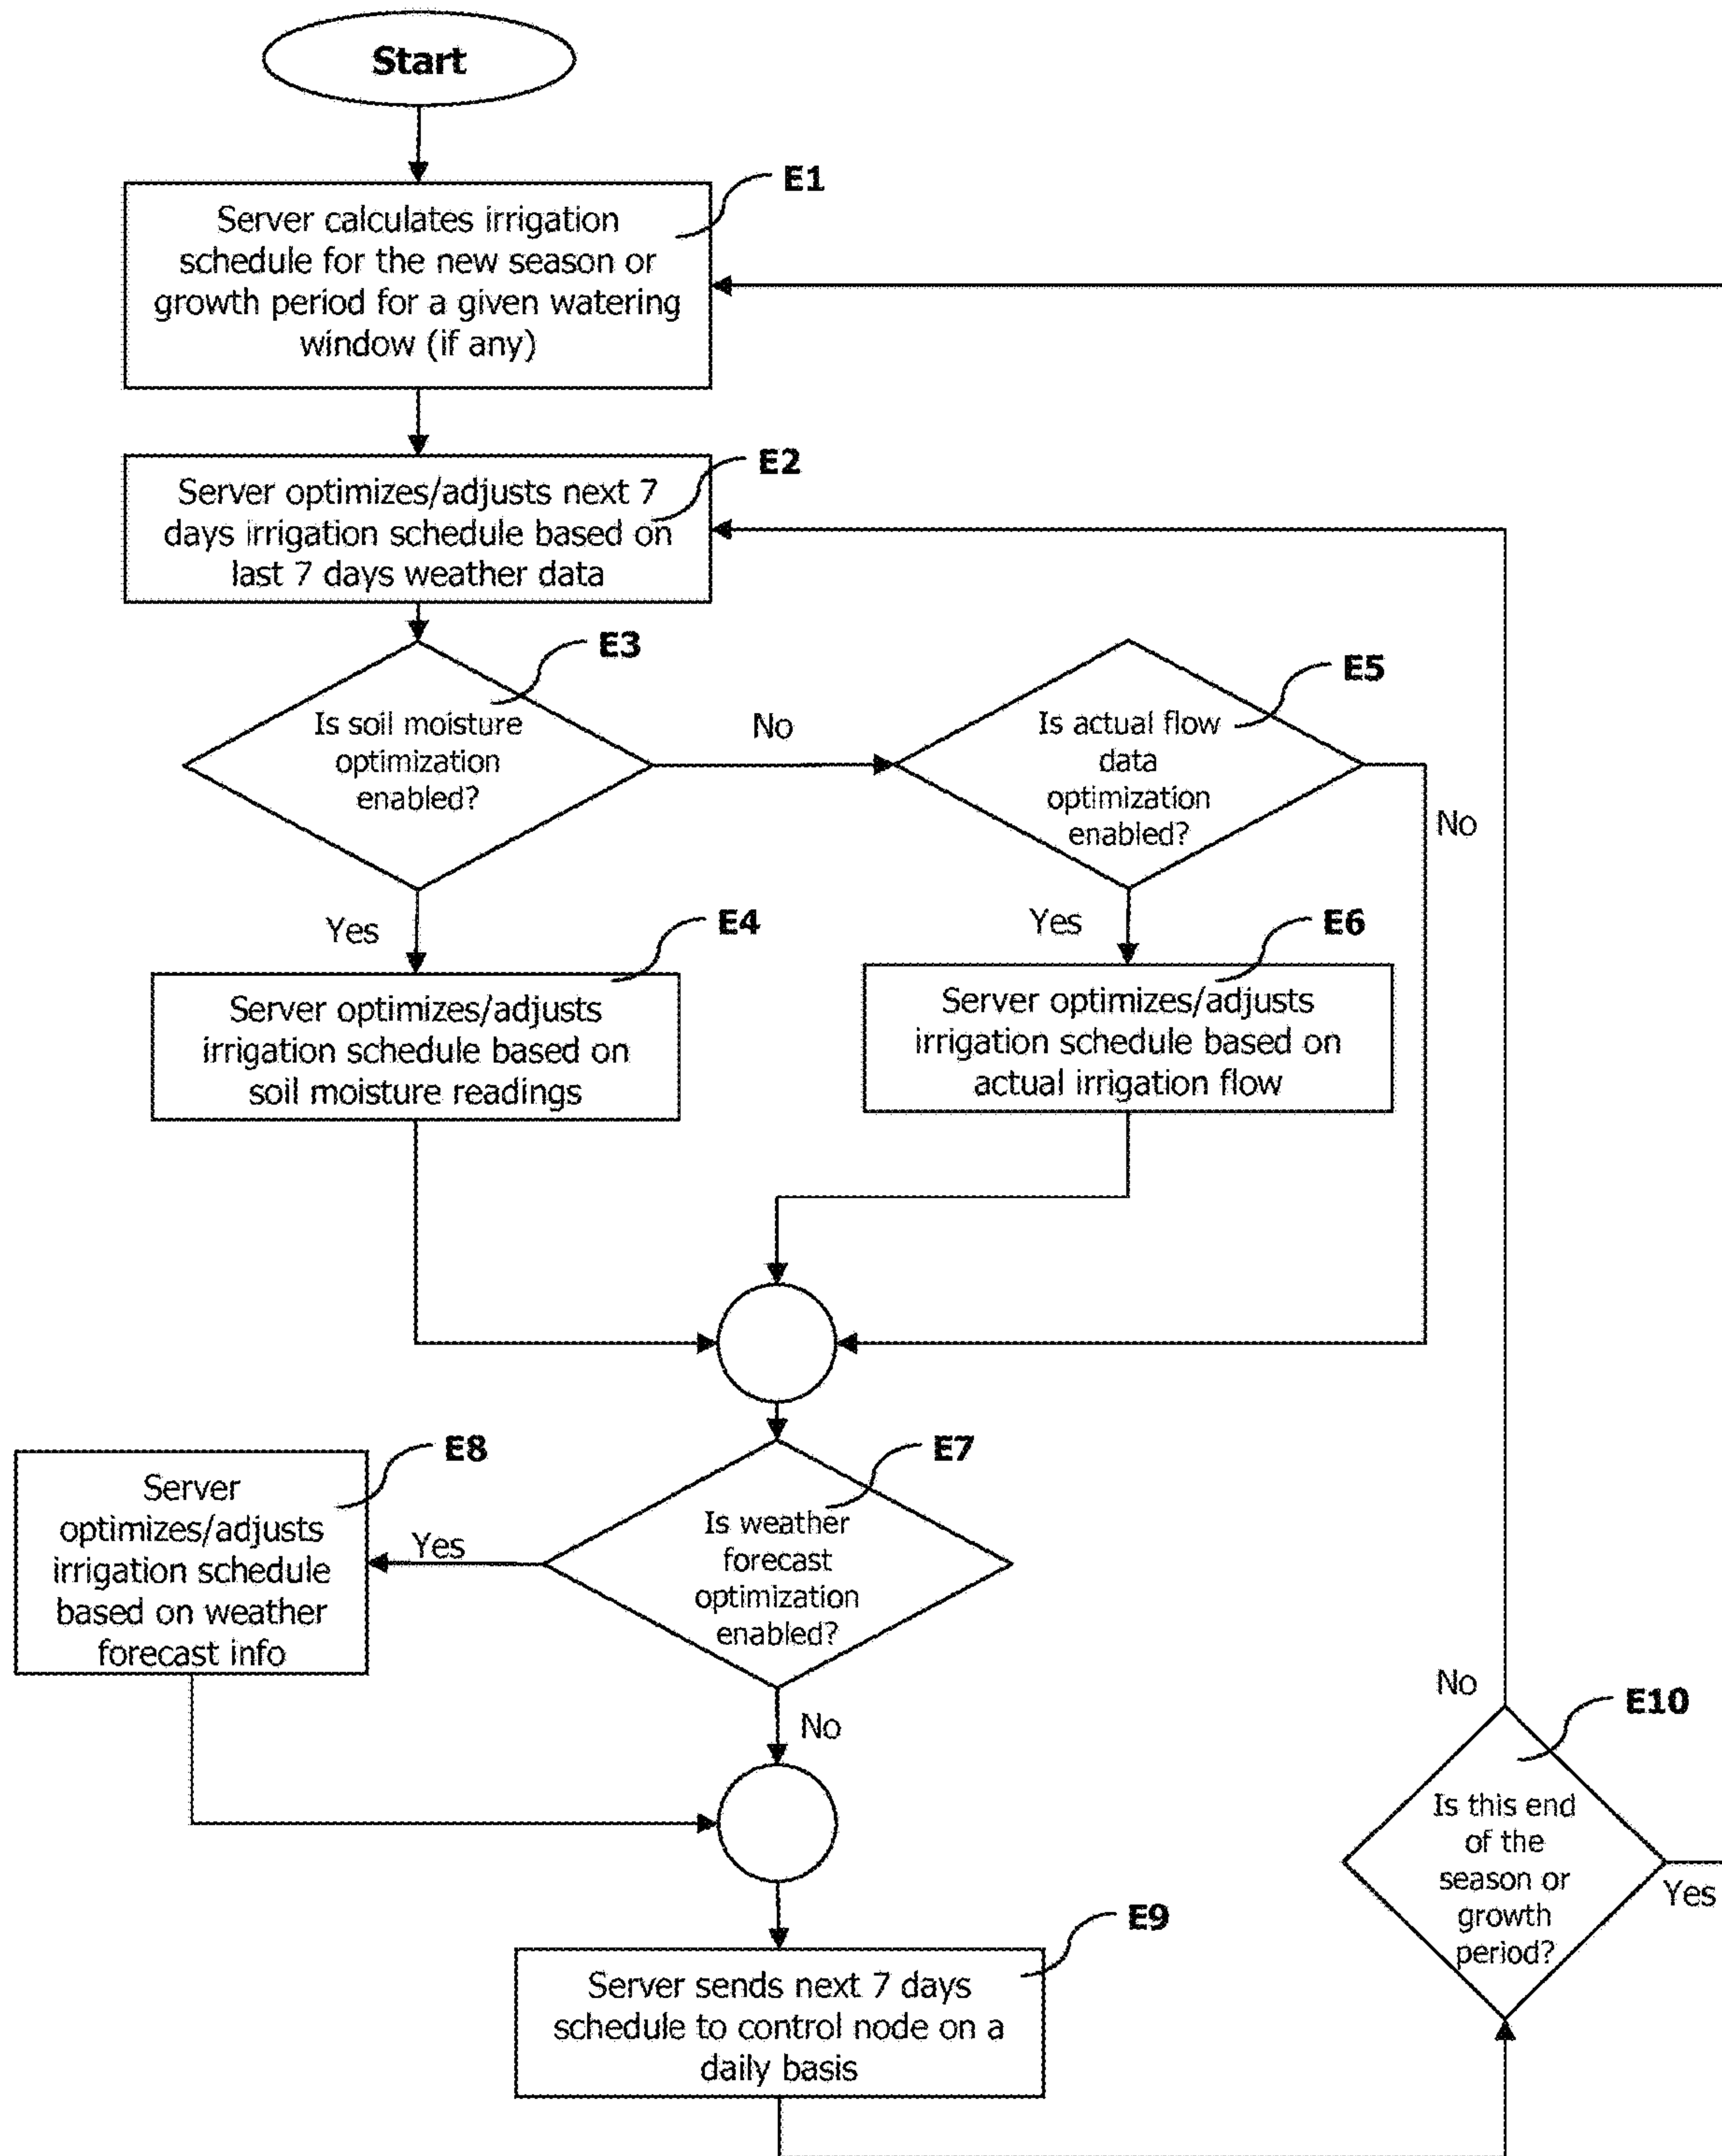 Start
E1
Server calculates irrigation
schedule for the new season or
growth period for a given watering
window (if any)
E2
Server optimizes/adjusts next 7
days irrigation schedule based on
last 7 days weather data
E3
Is soil moisture
optimization
enabled?
No
E5
Is actual flow
data
optimization
enabled?
No
Yes
E4
Server optimizes/adjusts
irrigation schedule based on
soil moisture readings
Yes
E6
Server optimizes/adjusts
irrigation schedule based on
actual irrigation flow
E7
Is weather
forecast
optimization
enabled?
Yes
E8
Server
optimizes/adjusts
irrigation schedule
based on weather
forecast info
No
E9
Server sends next 7 days
schedule to control node on a
daily basis
No
E10
Is this end
of the
season or
growth
period?
Yes